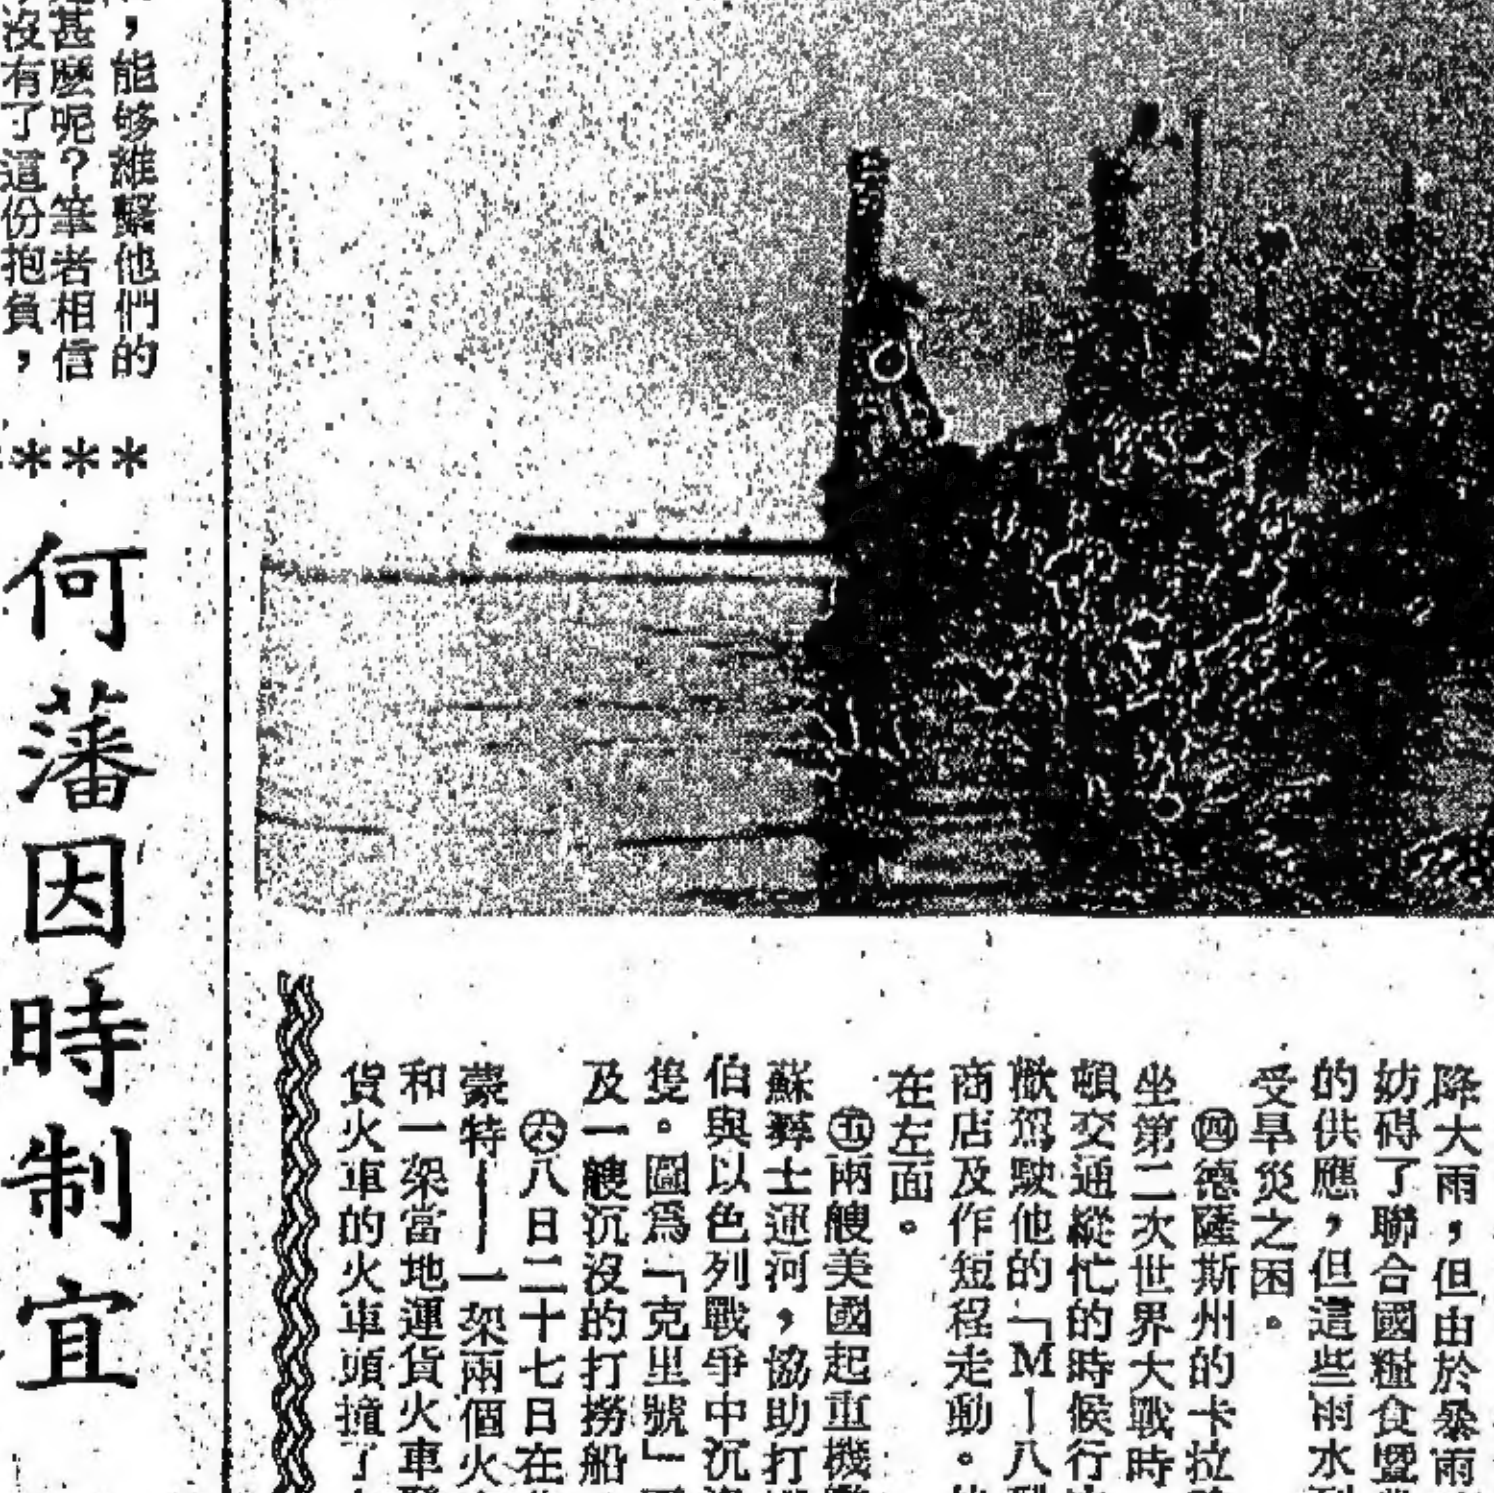 降大雨，但由於暴雨
妨碍了聯合國糧食暨
的供應，但這些雨水到
受旱災之困。
㊃德薩斯州的卡拉
坐第二次世界大戰時
頓交通縱忙的時候行
撳駕駛他的「M—八
商店及作短程走動。
在左面。
㊄兩艘美國起重機
蘇彝士運河，協助打
伯與以色列戰爭中沉
隻。圖爲「克里號」
及一艘沉沒的打撈船
㊅八日二十七日在
蒙特——一架兩個火
和一架當地運貨火車
貨火車的火車頭撞了
，能够維繫他們的
甚麼呢？筆者相信
沒有了這份抱負，
***
何藩因時制宜